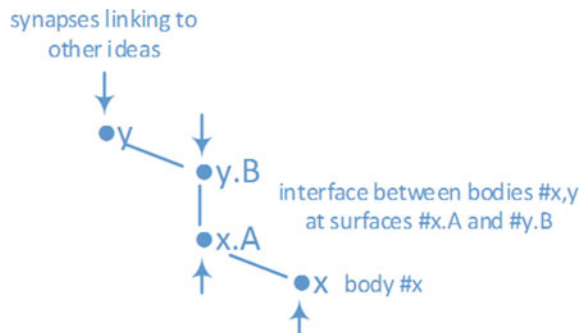 synapses linking to
other ideas
y
y.B
interface between bodies #x,y
at surfaces #x.A and #y.B
x.A
x body #x